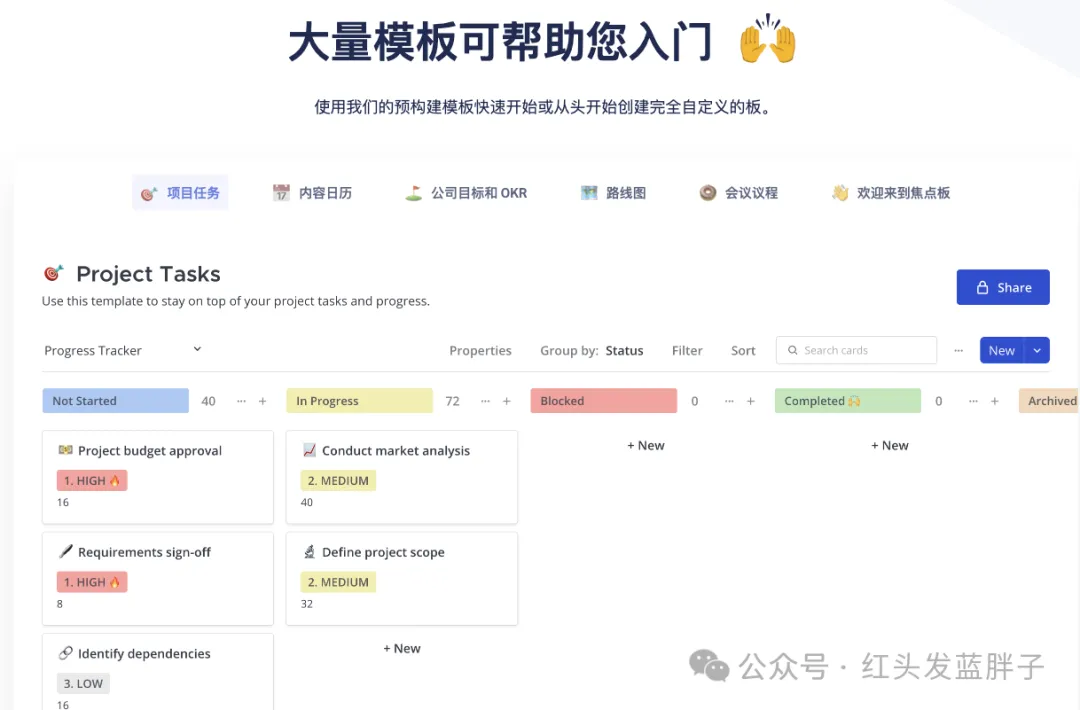 大量模板可帮助您入门
使用我们的预构建模板快速开始或从头开始创建完全自定义的板。
项目任务 内容日历 公司目标和 OKR 路线图 会议议程 欢迎来到焦点板
Project Tasks
Use this template to stay on top of your project tasks and progress.
Share
Progress Tracker Properties Group by: Status Filter Sort Search cards ... New
Not Started 40 ... + In Progress 72 ... + Blocked 0 ... + Completed 0 ... + Archived
Project budget approval
1. HIGH
16
Conduct market analysis
2. MEDIUM
40
+ New
+ New
Requirements sign-off
1. HIGH
8
Define project scope
2. MEDIUM
32
Identify dependencies
3. LOW
16
+ New
公众号 · 红头发蓝胖子